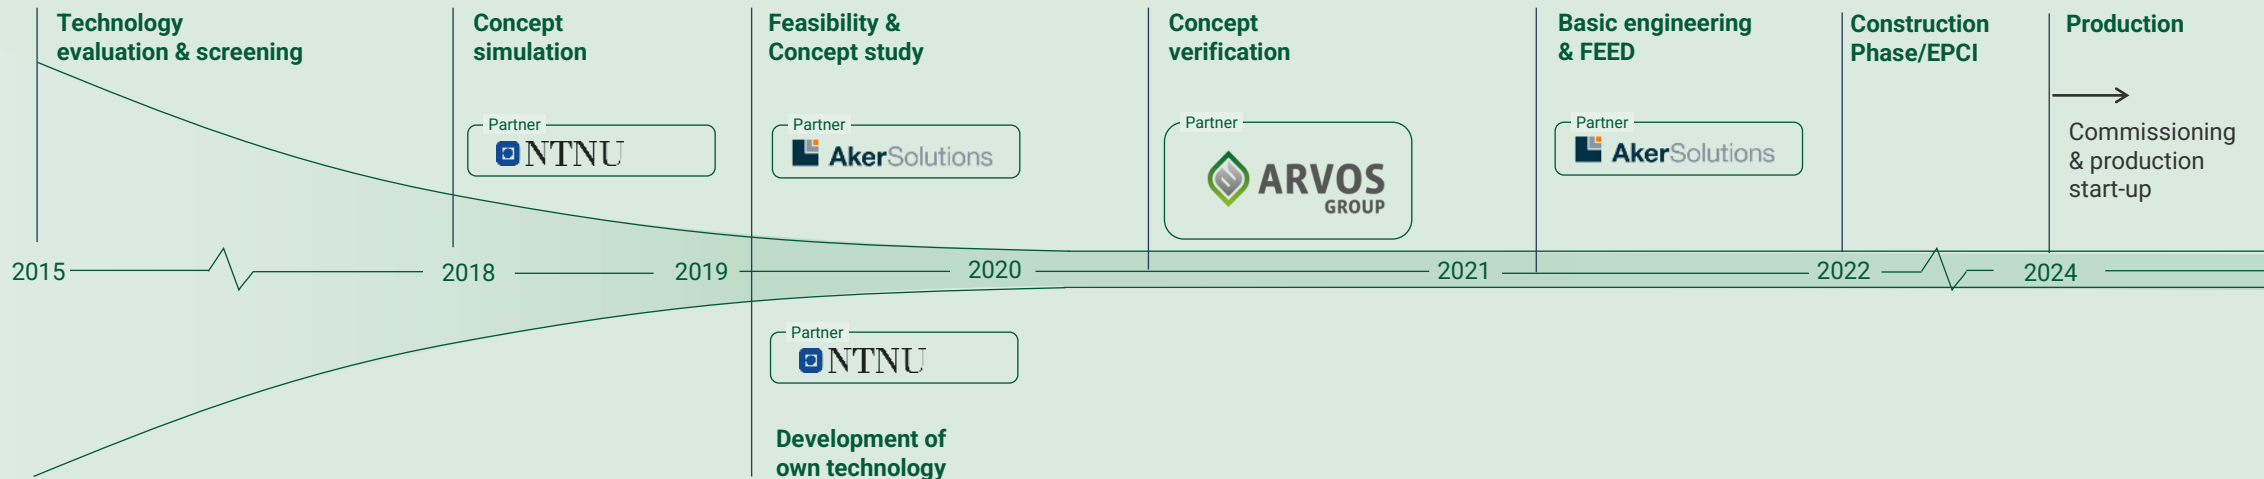 Technology
evaluation & screening
Concept
simulation
Partner
NTNU
Feasibility &
Concept study
Partner
AkerSolutions
Concept
verification
Partner
ARVOS
GROUP
Basic engineering
& FEED
Partner
AkerSolutions
Construction
Phase/EPCI
Production
Commissioning
& production
start-up
2015
2018
2019
2020
2021
2022
2024
Partner
NTNU
Development of
own technology